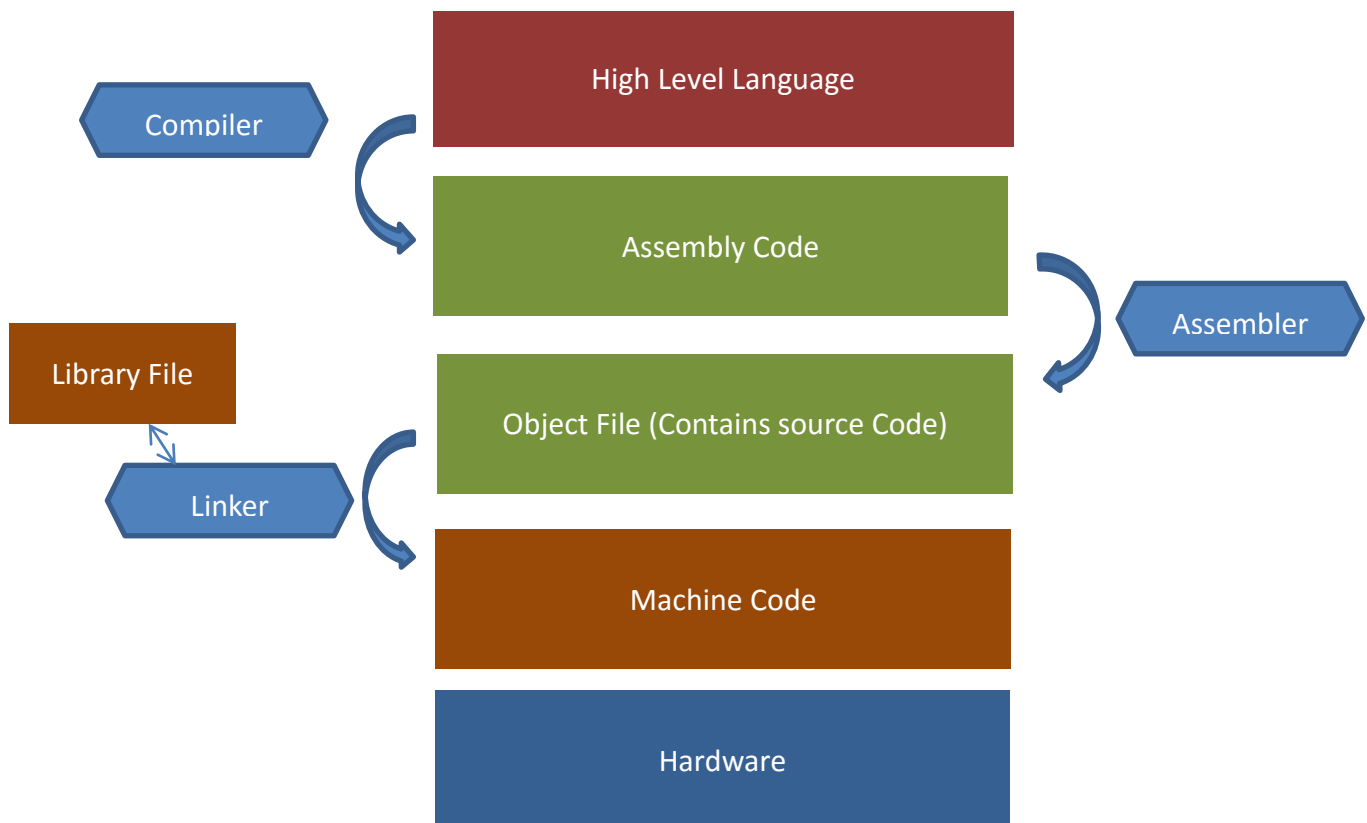 High Level Language
Compiler
Assembly Code
Assembler
Library File
Object File (Contains source Code)
Linker
Machine Code
Hardware